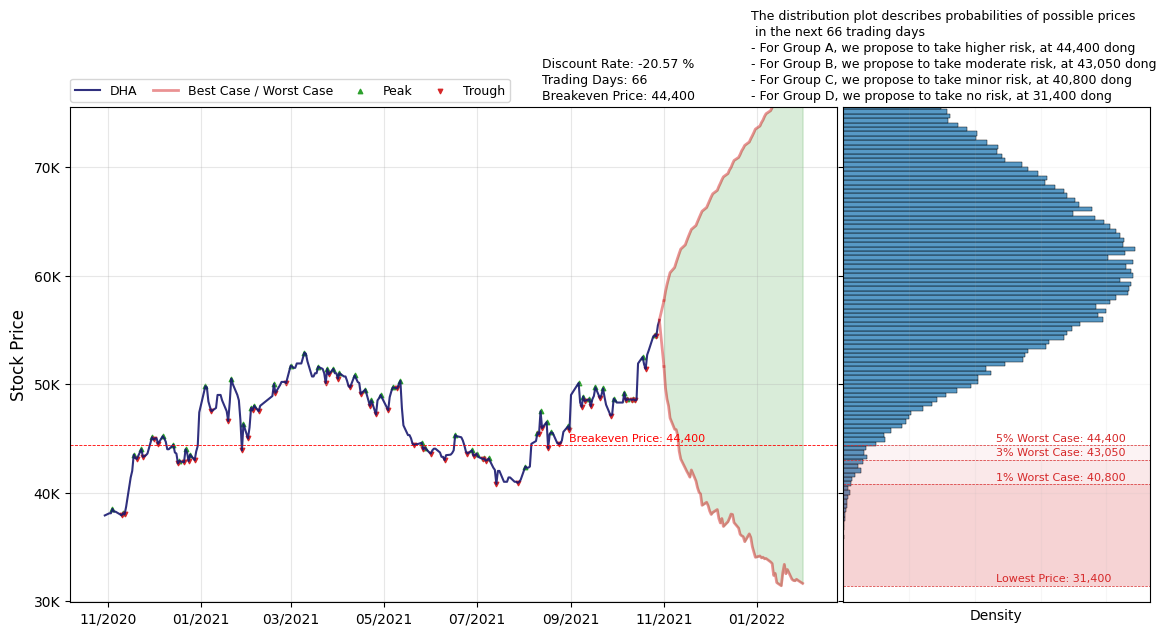 The distribution plot describes probabilities of possible prices
in the next 66 trading days
- For Group A, we propose to take higher risk, at 44,400 dong
- For Group B, we propose to take moderate risk, at 43,050 dong
- For Group C, we propose to take minor risk, at 40,800 dong
- For Group D, we propose to take no risk, at 31,400 dong
Discount Rate: -20.57 %
Trading Days: 66
Breakeven Price: 44,400
DHA
Best Case / Worst Case
Peak
Trough
Stock Price
70K
60K
50K
40K
30K
Breakeven Price: 44,400
5% Worst Case: 44,400
3% Worst Case: 43,050
1% Worst Case: 40,800
Lowest Price: 31,400
11/2020
01/2021
03/2021
05/2021
07/2021
09/2021
11/2021
01/2022
Density